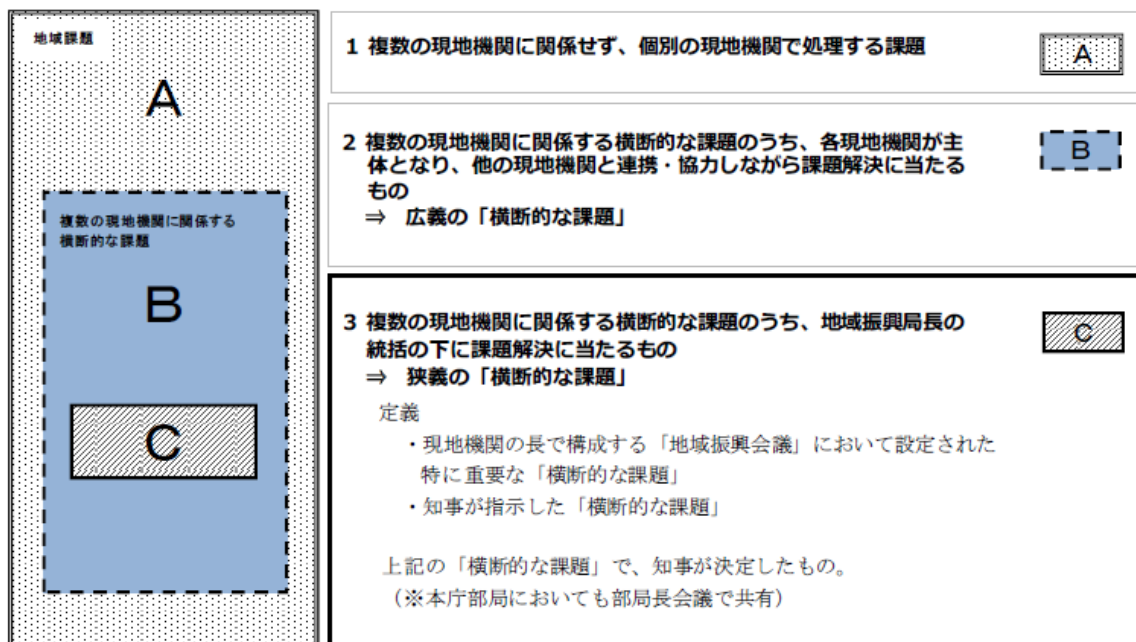 地域課題
A
複数の現地機関に関係する
横断的な課題
B
C
1 複数の現地機関に関係せず、個別の現地機関で処理する課題
A
2 複数の現地機関に関係する横断的な課題のうち、各現地機関が主
体となり、他の現地機関と連携・協力しながら課題解決に当たる
もの
⇒ 広義の「横断的な課題」
B
3 複数の現地機関に関係する横断的な課題のうち、地域振興局長の
統括の下に課題解決に当たるもの
⇒ 狭義の「横断的な課題」
C
定義
・現地機関の長で構成する「地域振興会議」において設定された
特に重要な「横断的な課題」
・知事が指示した「横断的な課題」
上記の「横断的な課題」で、知事が決定したもの。
（※本庁部局においても部局長会議で共有）